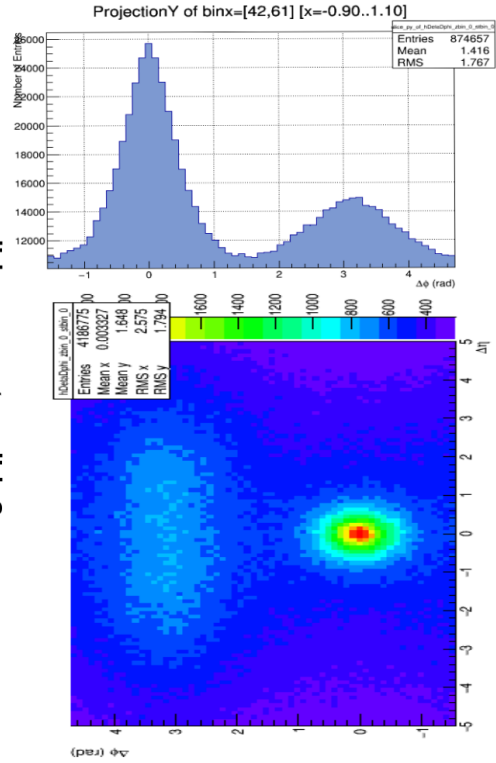 ProjectionY of binx=[42,61] [x=-0.90..1.10]
Entries 874657
Mean 1.416
RMS 1.767
Number of Entries
26000
24000
22000
20000
18000
16000
14000
12000
−1 0 1 2 3 4
Δφ (rad)
hDeltaDphi_zbin_0_stbin_0
Entries 4186775
Mean x 0.003327
Mean y 1.648
RMS x 2.575
RMS y 1.794
1600 1400 1200 1000 800 600 400
Δη
5 4 3 2 1 0 −1 −2 −3 −4 −5
3 2 1 0 −1
Δφ (rad)